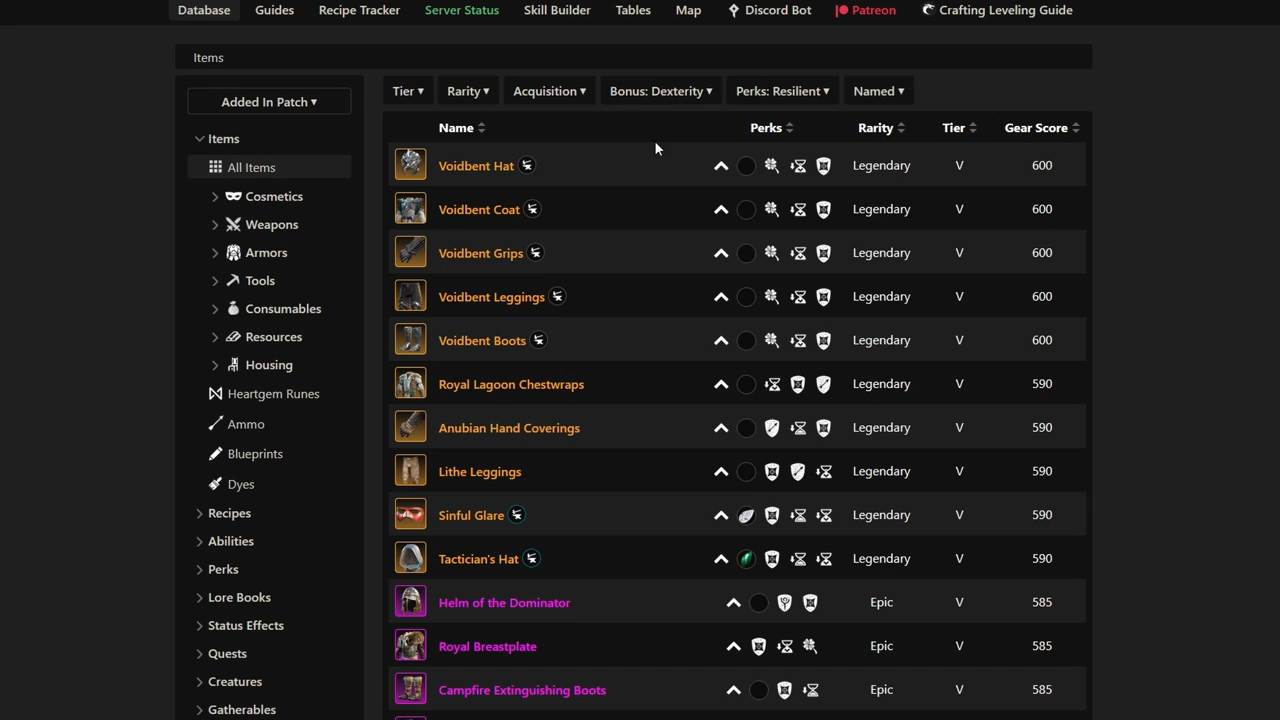 Database Guides Recipe Tracker Server Status Skill Builder Tables Map Discord Bot Patreon Crafting Leveling Guide
Items
Added In Patch ▾
Items
All Items
Cosmetics
Weapons
Armors
Tools
Consumables
Resources
Housing
Heartgem Runes
Ammo
Blueprints
Dyes
Recipes
Abilities
Perks
Lore Books
Status Effects
Quests
Creatures
Gatherables
Tier ▾ Rarity ▾ Acquisition ▾ Bonus: Dexterity ▾ Perks: Resilient ▾ Named ▾
Name Perks Rarity Tier Gear Score
Voidbent Hat Legendary V 600
Voidbent Coat Legendary V 600
Voidbent Grips Legendary V 600
Voidbent Leggings Legendary V 600
Voidbent Boots Legendary V 600
Royal Lagoon Chestwraps Legendary V 590
Anubian Hand Coverings Legendary V 590
Lithe Leggings Legendary V 590
Sinful Glare Legendary V 590
Tactician's Hat Legendary V 590
Helm of the Dominator Epic V 585
Royal Breastplate Epic V 585
Campfire Extinguishing Boots Epic V 585